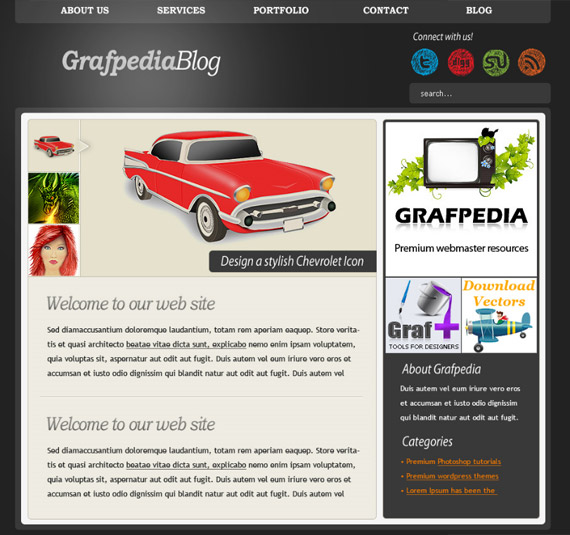 ABOUT US SERVICES PORTFOLIO CONTACT BLOG
GrafpediaBlog
Connect with us!
digg
search...
Design a stylish Chevrolet Icon
Welcome to our web site
Sed diamaccusantium doloremque laudantium, totam rem aperiam eaquep. Store verita-
tis et quasi architecto beatae vitae dicta sunt, explicabo nemo enim ipsam voluptatem,
quia voluptas sit, aspernatur aut odit aut fugit. Duis autem vel eum iriure vero eros et
accumsan et iusto odio dignissim qui blandit natur aut odit aut fugit. Duis autem vel
Welcome to our web site
Sed diamaccusantium doloremque laudantium, totam rem aperiam eaquep. Store verita-
tis et quasi architecto beatae vitae dicta sunt, explicabo nemo enim ipsam voluptatem,
quia voluptas sit, aspernatur aut odit aut fugit. Duis autem vel eum iriure vero eros et
accumsan et iusto odio dignissim qui blandit natur aut odit aut fugit. Duis autem vel
GRAFPEDIA
Premium webmaster resources
Graf+
TOOLS FOR DESIGNERS
Download
Vectors
About Grafpedia
Duis autem vel eum iriure vero eros
et accumsan et iusto odio dignissim
qui blandit natur aut odit aut fugit.
Categories
• Premium Photoshop tutorials
• Premium wordpress themes
• Lorem Ipsum has been the